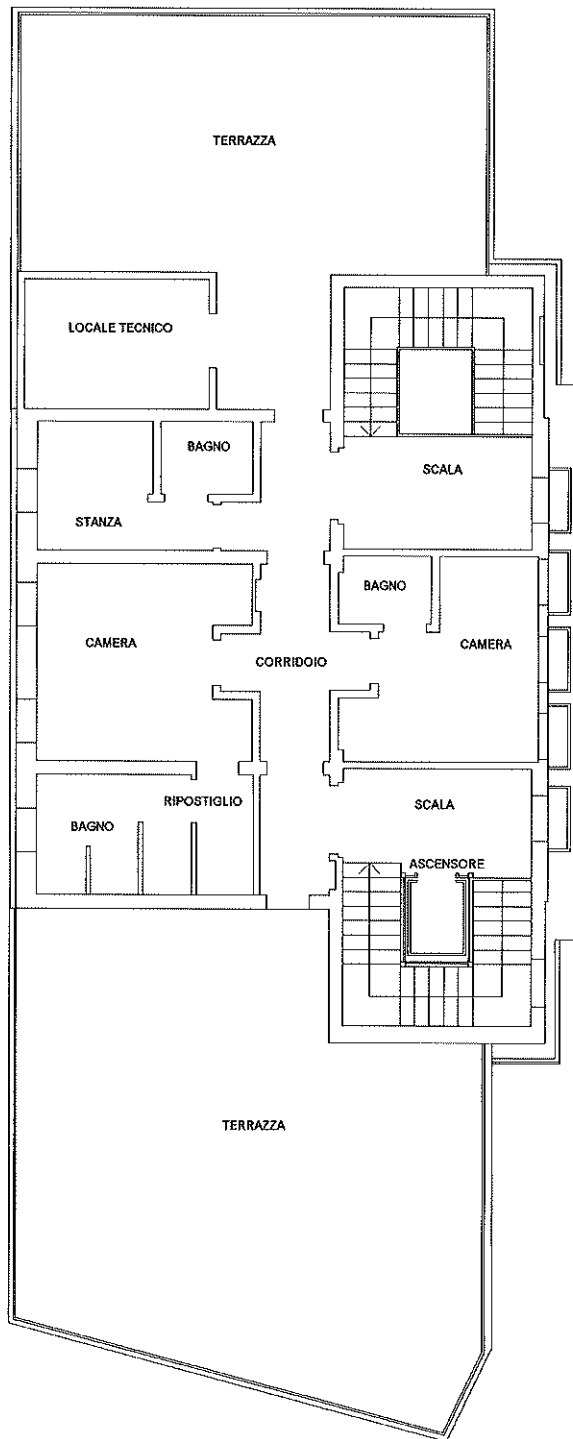 TERRAZZA
LOCALE TECNICO
BAGNO
SCALA
STANZA
BAGNO
CAMERA
CAMERA
CORRIDOIO
RIPOSTIGLIO
SCALA
BAGNO
ASCENSORE
TERRAZZA